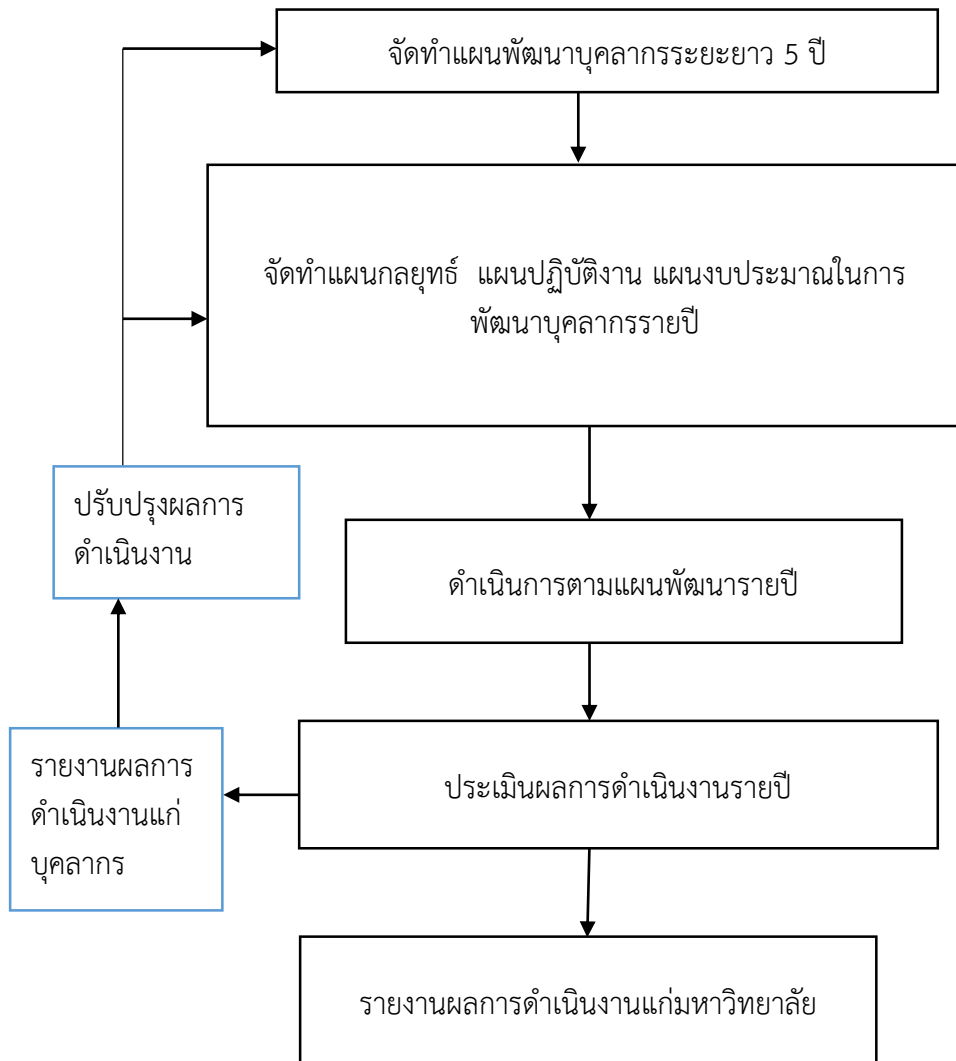 จัดทำแผนพัฒนาบุคลากรระยะยาว 5 ปี
จัดทำแผนกลยุทธ์ แผนปฏิบัติงาน แผนงบประมาณในการ
พัฒนาบุคลากรรายปี
ปรับปรุงผลการ
ดำเนินงาน
ดำเนินการตามแผนพัฒนารายปี
รายงานผลการ
ดำเนินงานแก่
บุคลากร
ประเมินผลการดำเนินงานรายปี
รายงานผลการดำเนินงานแก่มหาวิทยาลัย